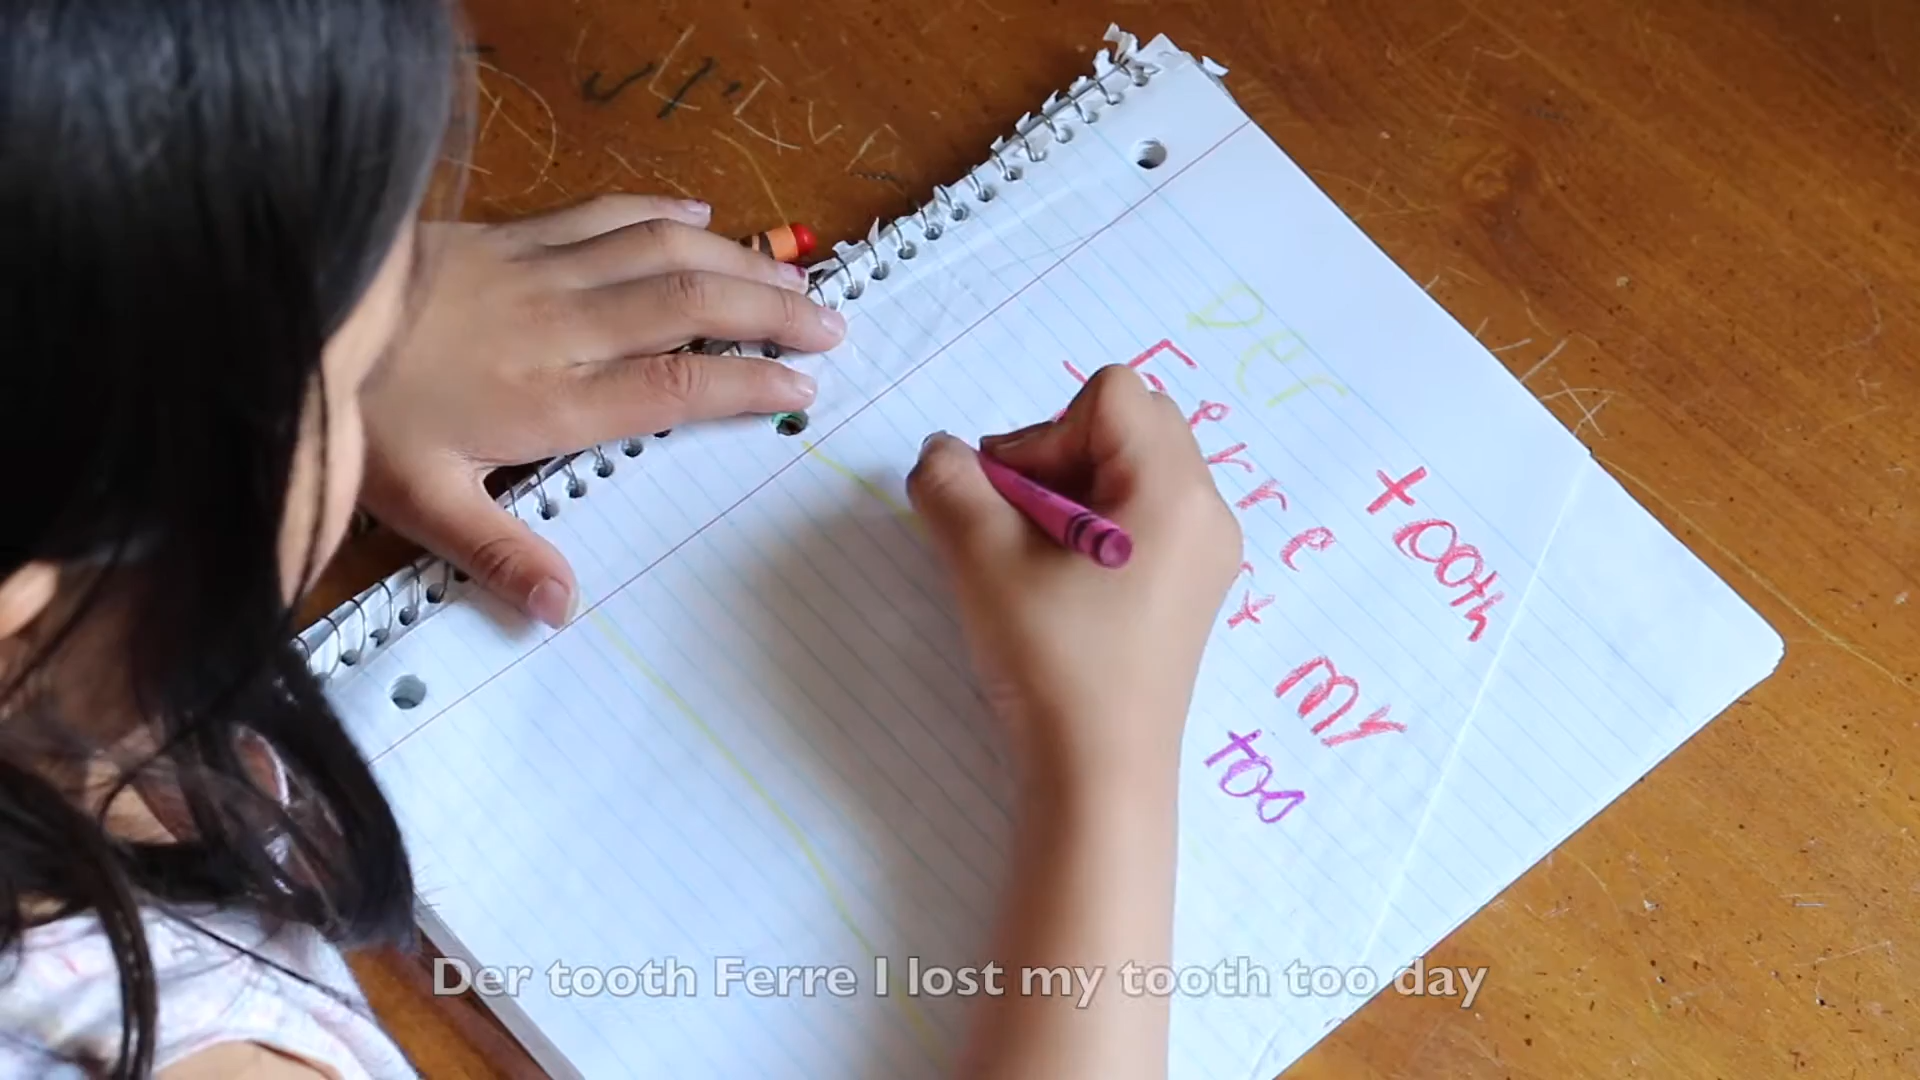 Der tooth
Ferre
my
too
Der tooth Ferre I lost my tooth too day